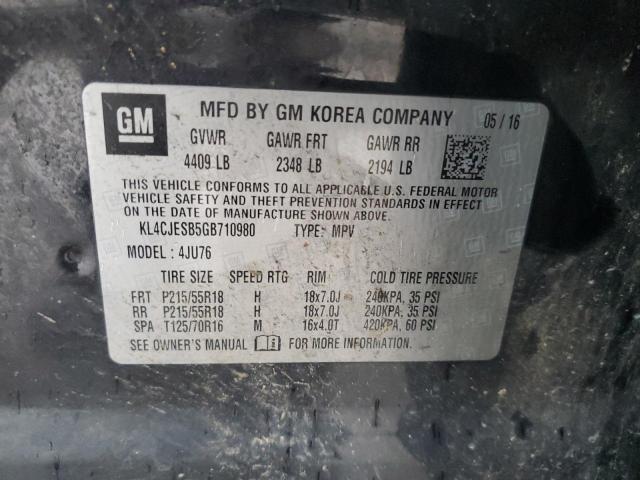 GM MFD BY GM KOREA COMPANY 05 / 16
GVWR GAWR FRT GAWR RR
4409 LB 2348 LB 2194 LB
THIS VEHICLE CONFORMS TO ALL APPLICABLE U.S. FEDERAL MOTOR
VEHICLE SAFETY AND THEFT PREVENTION STANDARDS IN EFFECT
ON THE DATE OF MANUFACTURE SHOWN ABOVE.
KL4CJESB5GB710980 TYPE: MPV
MODEL : 4JU76
TIRE SIZE SPEED RTG RIM COLD TIRE PRESSURE
FRT P215/55R18 H 18x7.0J 240KPA, 35 PSI
RR P215/55R18 H 18x7.0J 240KPA, 35 PSI
SPA T125/70R16 M 16x4.0T 420KPA, 60 PSI
SEE OWNER'S MANUAL FOR MORE INFORMATION.